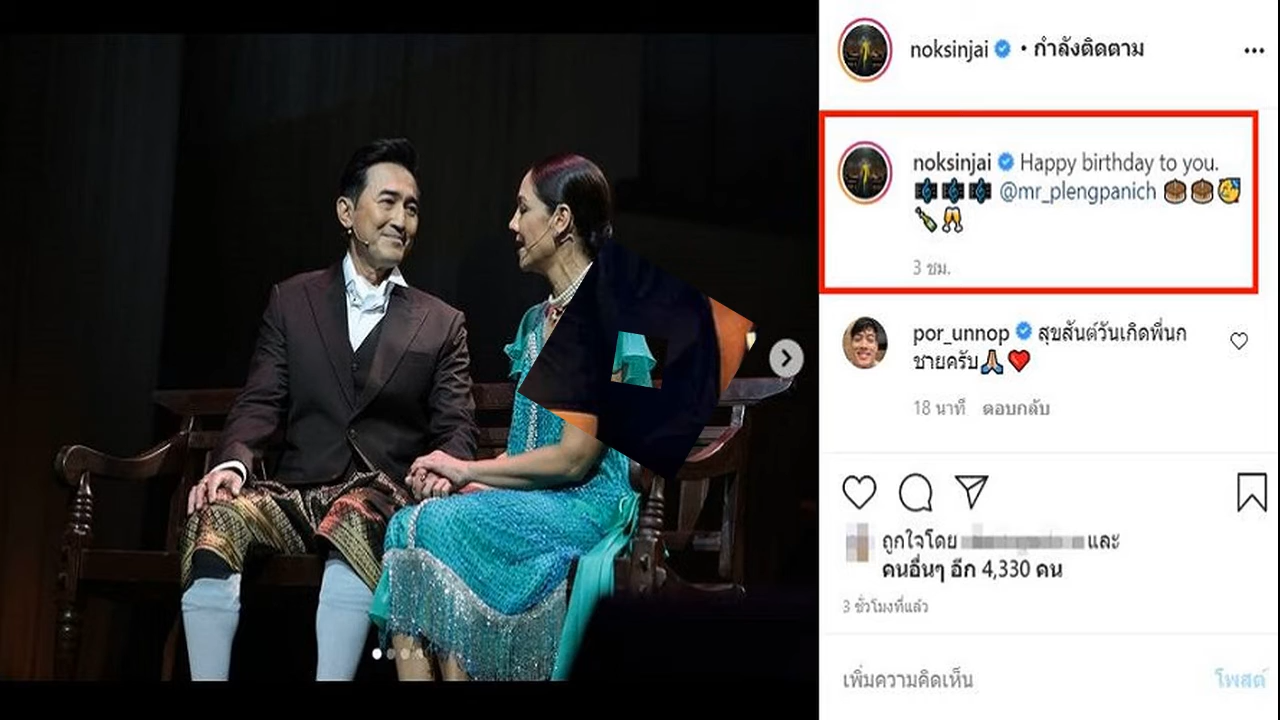 noksinjai • กำลังติดตาม
noksinjai Happy birthday to you.
@mr_plengpanich
3 ชม.
por_unnop สุขสันต์วันเกิดพี่นก
ชายครับ
18 นาที ตอบกลับ
ถูกใจโดย และ
คนอื่นๆ อีก 4,330 คน
3 ชั่วโมงที่แล้ว
เพิ่มความคิดเห็น โพสต์